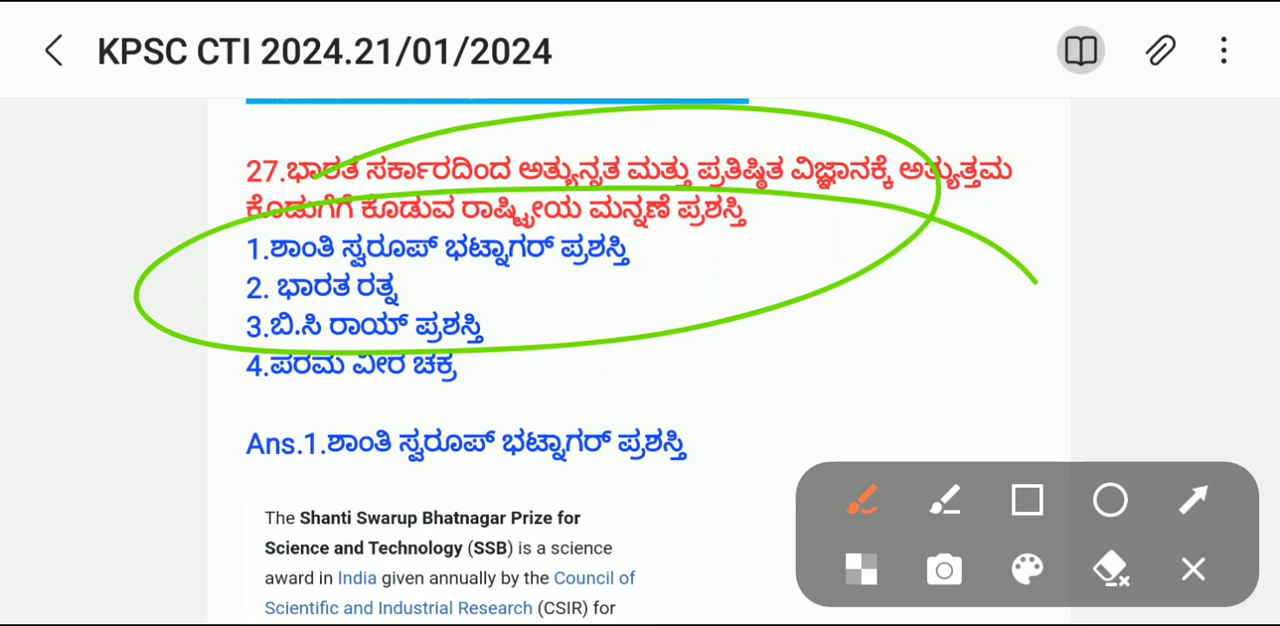 KPSC CTI 2024.21/01/2024
27.ಭಾರತ ಸರ್ಕಾರದಿಂದ ಅತ್ಯುನ್ನತ ಮತ್ತು ಪ್ರತಿಷ್ಠಿತ ವಿಜ್ಞಾನಕ್ಕೆ ಅತ್ಯುತ್ತಮ
ಕೊಡುಗೆಗೆ ಕೊಡುವ ರಾಷ್ಟ್ರೀಯ ಮನ್ನಣೆ ಪ್ರಶಸ್ತಿ
1.ಶಾಂತಿ ಸ್ವರೂಪ್ ಭಟ್ನಾಗರ್ ಪ್ರಶಸ್ತಿ
2. ಭಾರತ ರತ್ನ
3.ಬಿ.ಸಿ ರಾಯ್ ಪ್ರಶಸ್ತಿ
4.ಪರಮ ವೀರ ಚಕ್ರ
Ans.1.ಶಾಂತಿ ಸ್ವರೂಪ್ ಭಟ್ನಾಗರ್ ಪ್ರಶಸ್ತಿ
The Shanti Swarup Bhatnagar Prize for
Science and Technology (SSB) is a science
award in India given annually by the Council of
Scientific and Industrial Research (CSIR) for